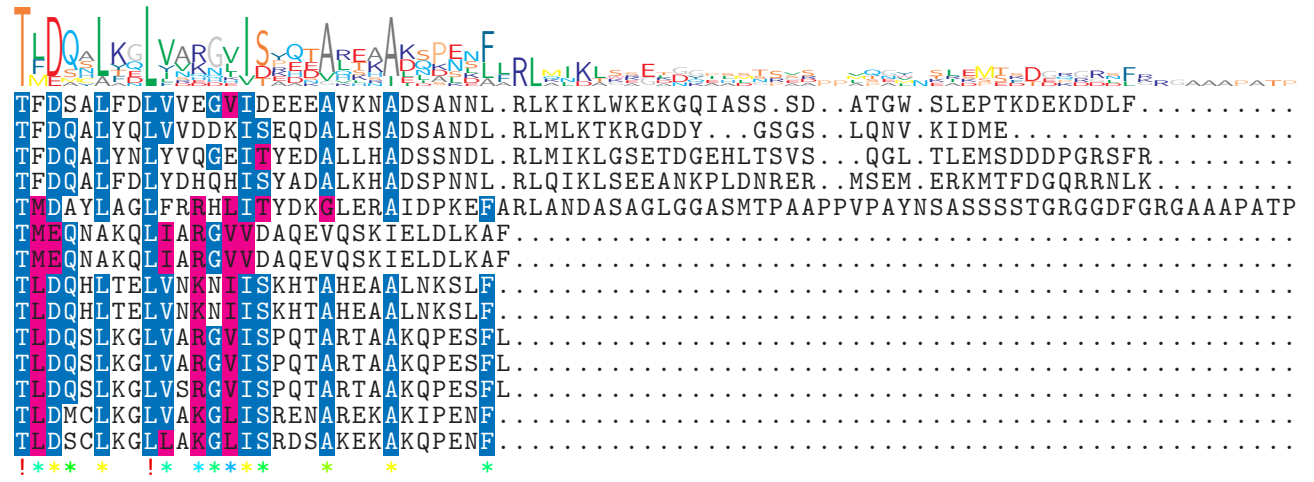 TFDSALFDLVVEGVIDEEEAVKNADSANNL.RLKIKLWKEKGQIASS.SD..ATGW.SLEPTKDEKDDLF..........
TFDQALYQLVVDDKISEQDALHSADSANDL.RLMLKTKRGDDY...GSGS..LQNV.KIDME..................
TFDQALYNLYVQGEITYEDALLHADSSNDL.RLMIKLGSETDGEHLTSVS...QGL.TLEMSDDDPGRSFR.........
TFDQALFDLYDHQHISYADALKHADSPNNL.RLQIKLSEEANKPLDNRER..MSEM.ERKMTFDGQRRNLK.........
TMDAYLAGLFRRHLITYDKGLERAIDPKEFARLANDASAGLGGASMTPAAPPVPAYNSASSSSTGRGGDFGRGAAAPATP
TMEQNAKQLIARGVVDAQEVQSKIELDLKAF.................................................
TMEQNAKQLIARGVVDAQEVQSKIELDLKAF.................................................
TLDQHLTELVNKNIISKHTAHEAALNKSLF..................................................
TLDQHLTELVNKNIISKHTAHEAALNKSLF..................................................
TLDQSLKGLVARGVISPQTARTAAKQPESFL.................................................
TLDQSLKGLVARGVISPQTARTAAKQPESFL.................................................
TLDQSLKGLVSRGVISPQTARTAAKQPESFL.................................................
TLDMCLKGLVAKGLISRENAREKAKIPENF..................................................
TLDSCLKGLLAKGLISRDSAKEKAKQPENF..................................................
!*** * !* ***** * * *